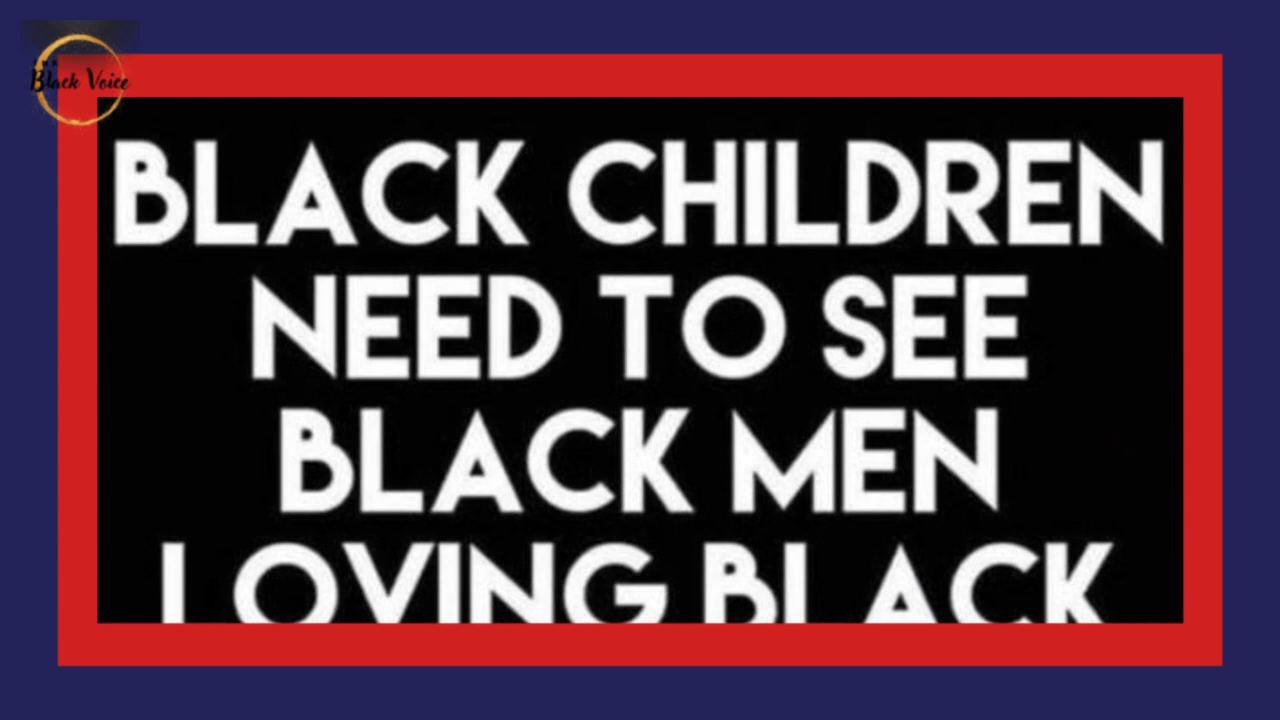 Black Voice
BLACK CHILDREN
NEED TO SEE
BLACK MEN
LOVING BLACK